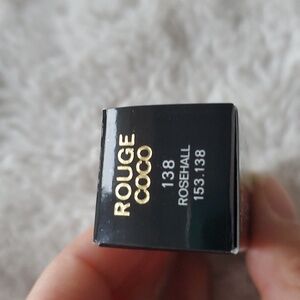 ROUGE
COCO
138
ROSEHALL
153.138